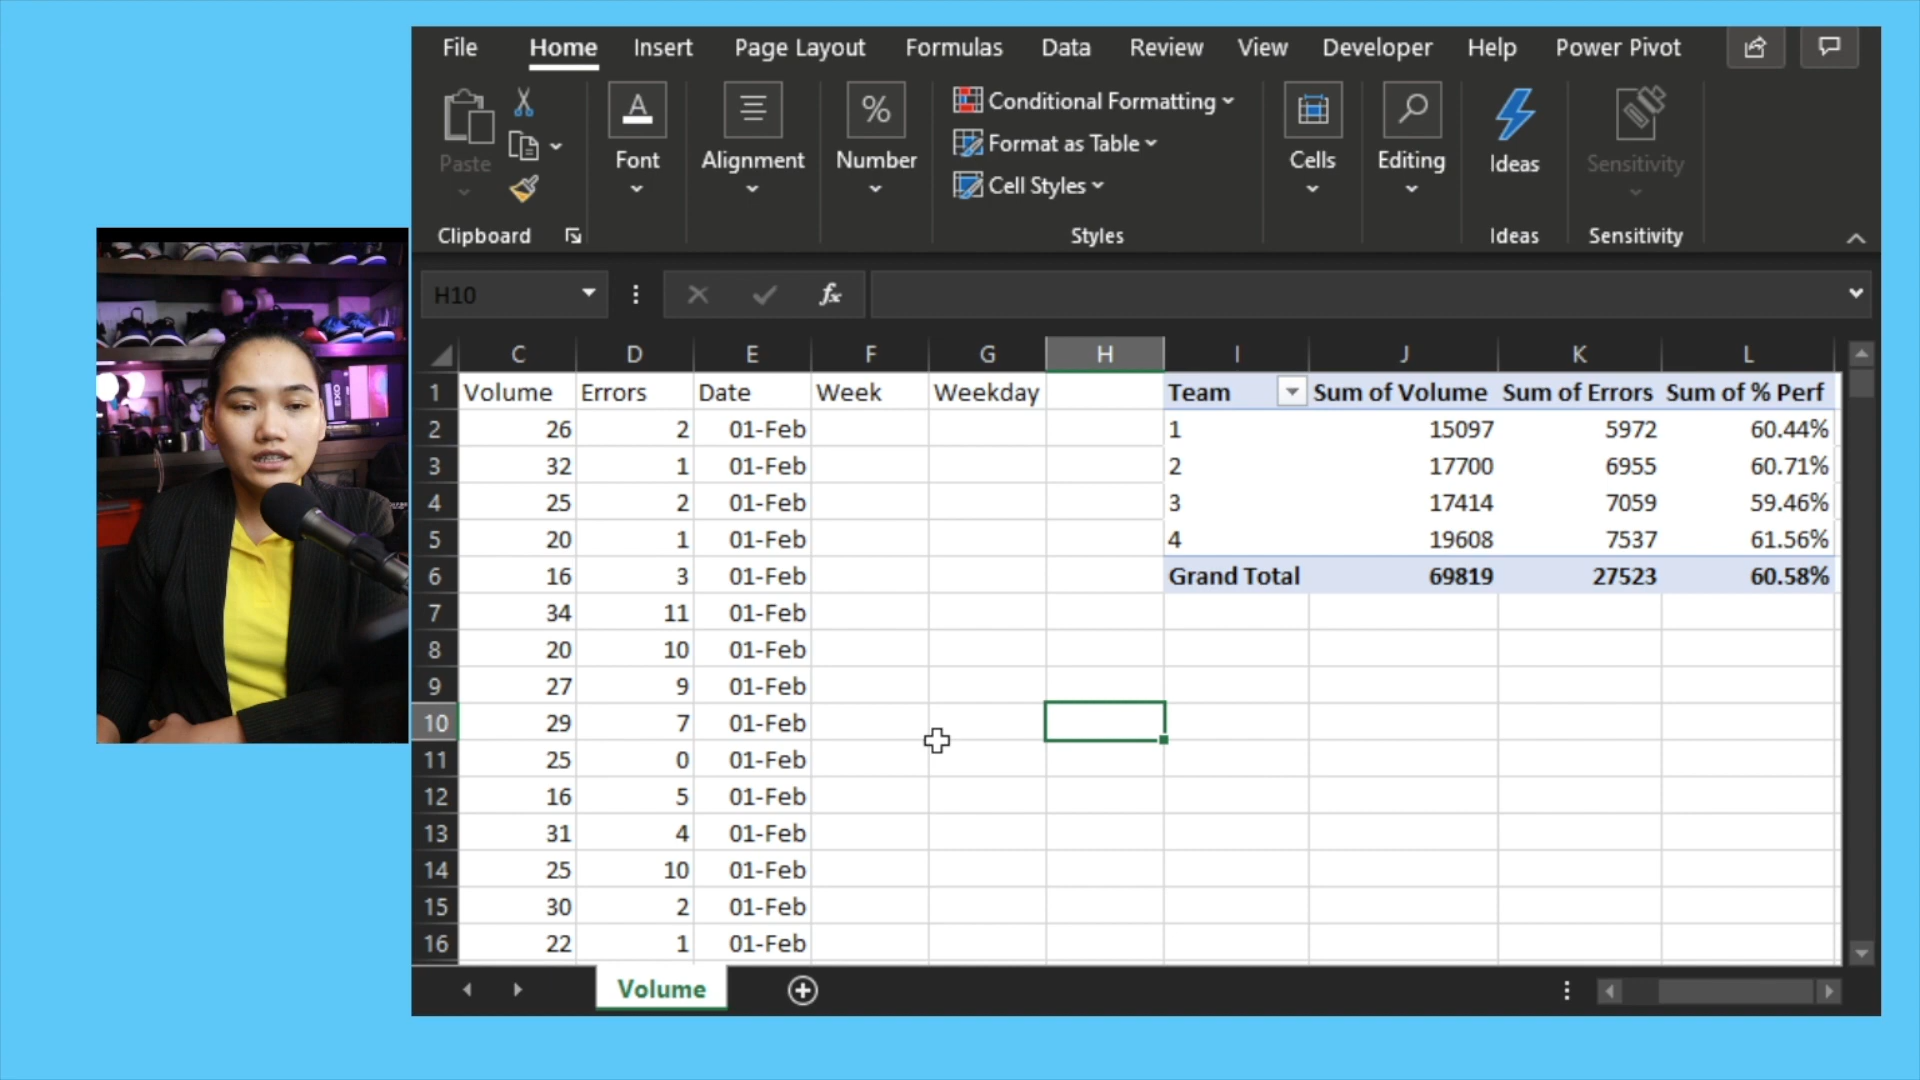 File Home Insert Page Layout Formulas Data Review View Developer Help Power Pivot
Conditional Formatting
Format as Table
Cell Styles
Paste Font Alignment Number Cells Editing Ideas Sensitivity
Clipboard Styles Ideas Sensitivity
H10 fx
C D E F G H I J K L
1 Volume Errors Date Week Weekday Team Sum of Volume Sum of Errors Sum of % Perf
2 26 2 01-Feb 1 15097 5972 60.44%
3 32 1 01-Feb 2 17700 6955 60.71%
4 25 2 01-Feb 3 17414 7059 59.46%
5 20 1 01-Feb 4 19608 7537 61.56%
6 16 3 01-Feb Grand Total 69819 27523 60.58%
7 34 11 01-Feb
8 20 10 01-Feb
9 27 9 01-Feb
10 29 7 01-Feb
11 25 0 01-Feb
12 16 5 01-Feb
13 31 4 01-Feb
14 25 10 01-Feb
15 30 2 01-Feb
16 22 1 01-Feb
Volume